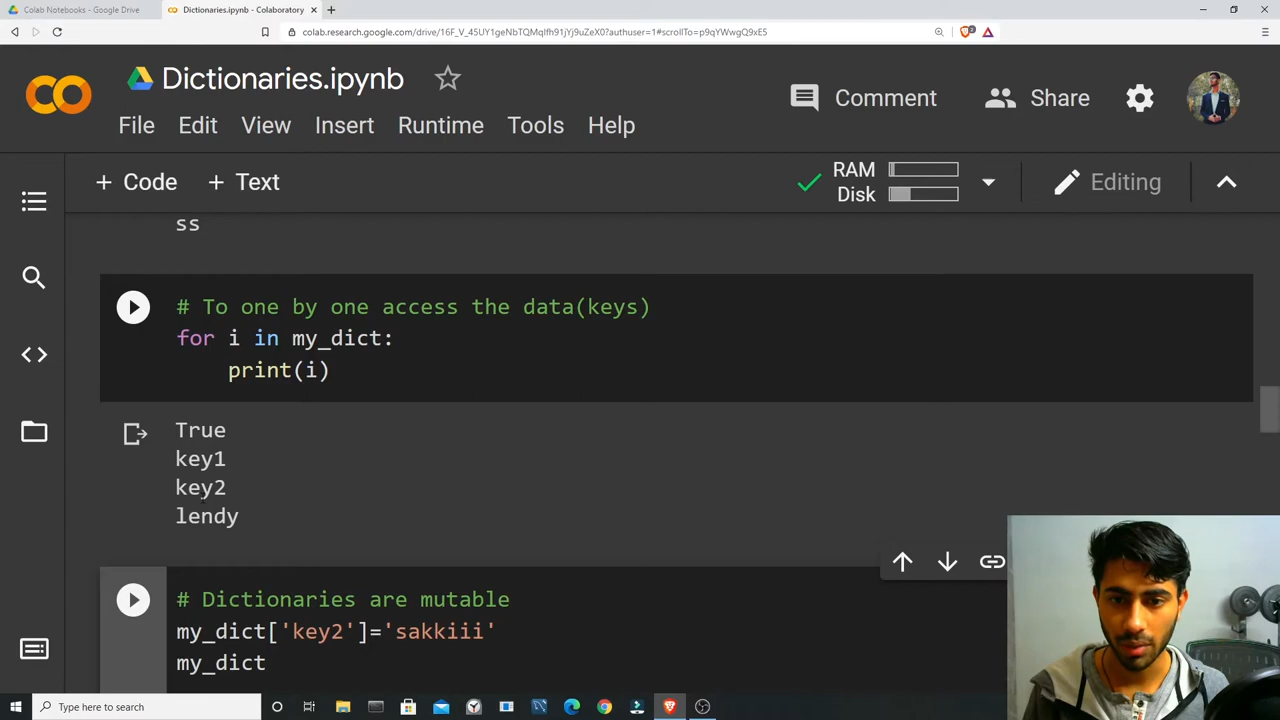 Colab Notebooks - Google Drive
Dictionaries.ipynb - Colaboratory
colab.research.google.com/drive/16F_V_45UY1geNbTQMqIfh91jYj9uZeX0?authuser=1#scrollTo=p9qYWwgQ9xE5
Dictionaries.ipynb
Comment
Share
File Edit View Insert Runtime Tools Help
+ Code + Text
RAM
Disk
Editing
ss
# To one by one access the data(keys)
for i in my_dict:
print(i)
True
key1
key2
lendy
# Dictionaries are mutable
my_dict['key2']='sakkiii'
my_dict
Type here to search